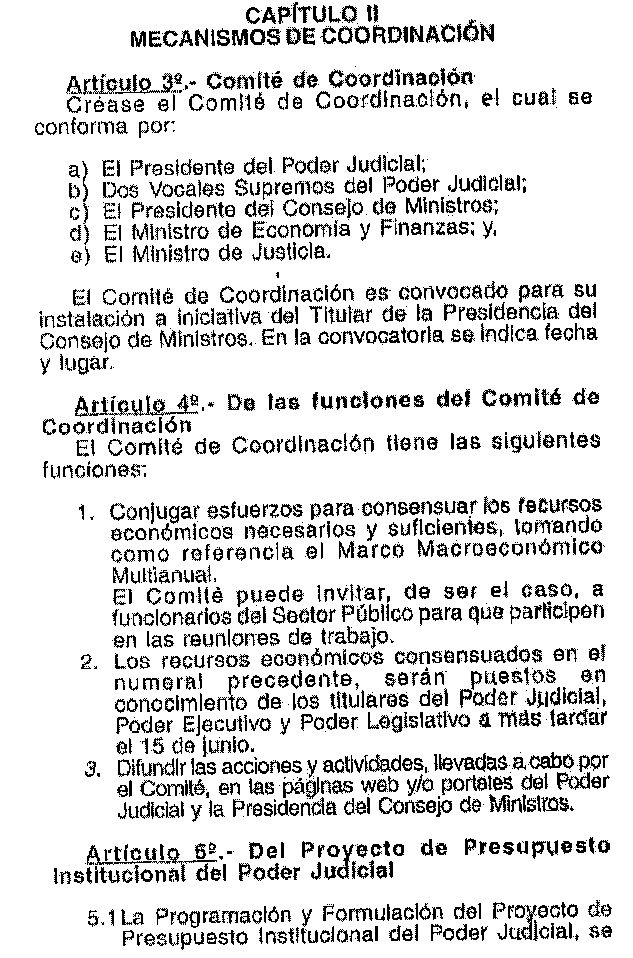 CAPÍTULO II
MECANISMOS DE COORDINACIÓN
Artículo 3º.- Comité de Coordinación
Créase el Comité de Coordinación, el cual se
conforma por:
a) El Presidente del Poder Judicial;
b) Dos Vocales Supremos del Poder Judicial;
c) El Presidente del Consejo de Ministros;
d) El Ministro de Economía y Finanzas; y,
e) El Ministro de Justicia.
El Comité de Coordinación es convocado para su
instalación a iniciativa del Titular de la Presidencia del
Consejo de Ministros. En la convocatoria se indica fecha
y lugar.
Artículo 4º.- De las funciones del Comité de
Coordinación
El Comité de Coordinación tiene las siguientes
funciones:
1. Conjugar esfuerzos para consensuar los recursos
económicos necesarios y suficientes, tomando
como referencia el Marco Macroeconómico
Multianual.
El Comité puede invitar, de ser el caso, a
funcionarios del Sector Público para que participen
en las reuniones de trabajo.
2. Los recursos económicos consensuados en el
numeral precedente, serán puestos en
conocimiento de los titulares del Poder Judicial,
Poder Ejecutivo y Poder Legislativo a más tardar
el 15 de junio.
3. Difundir las acciones y actividades, llevadas a cabo por
el Comité, en las páginas web y/o portales del Poder
Judicial y la Presidencia del Consejo de Ministros.
Artículo 5º.- Del Proyecto de Presupuesto
Institucional del Poder Judicial
5.1 La Programación y Formulación del Proyecto de
Presupuesto Institucional del Poder Judicial, se